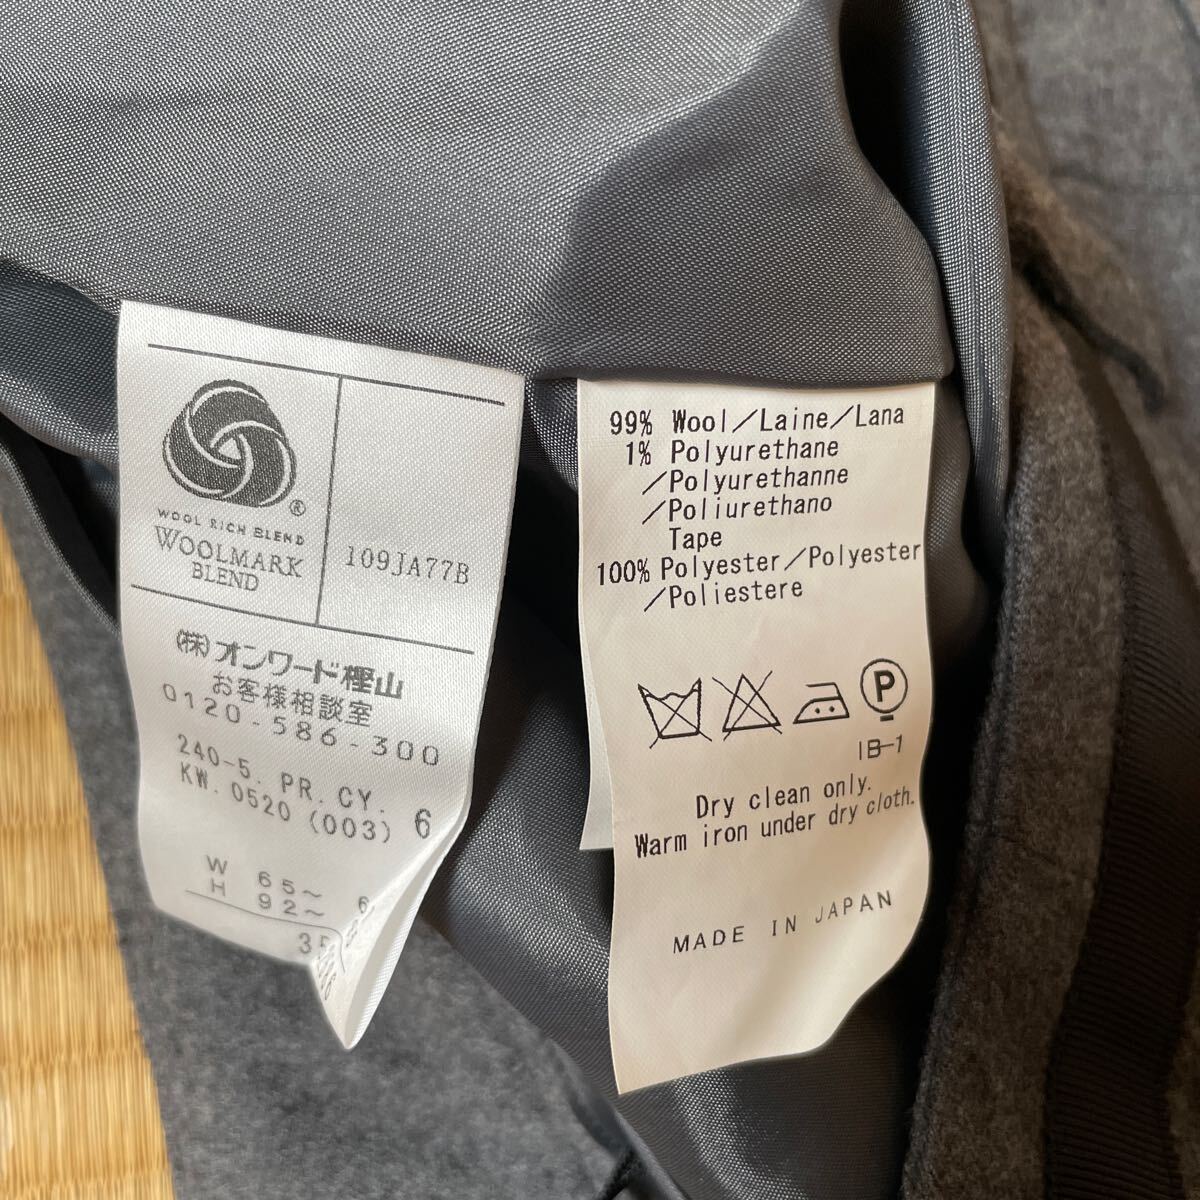 WOOL RICH BLEND
WOOLMARK
BLEND
®
109JA77B
(株)オンワード樫山
お客様相談室
0120-586-300
240-5. PR. CY. 6
KW. 0520 (003)
W 65~ 6
H 92~
99% Wool/Laine/Lana
1% Polyurethane
/Polyurethanne
/Poliurethano
Tape
100% Polyester/Polyester
/Poliestere
P
IB-1
Dry clean only.
Warm iron under dry cloth.
MADE IN JAPAN